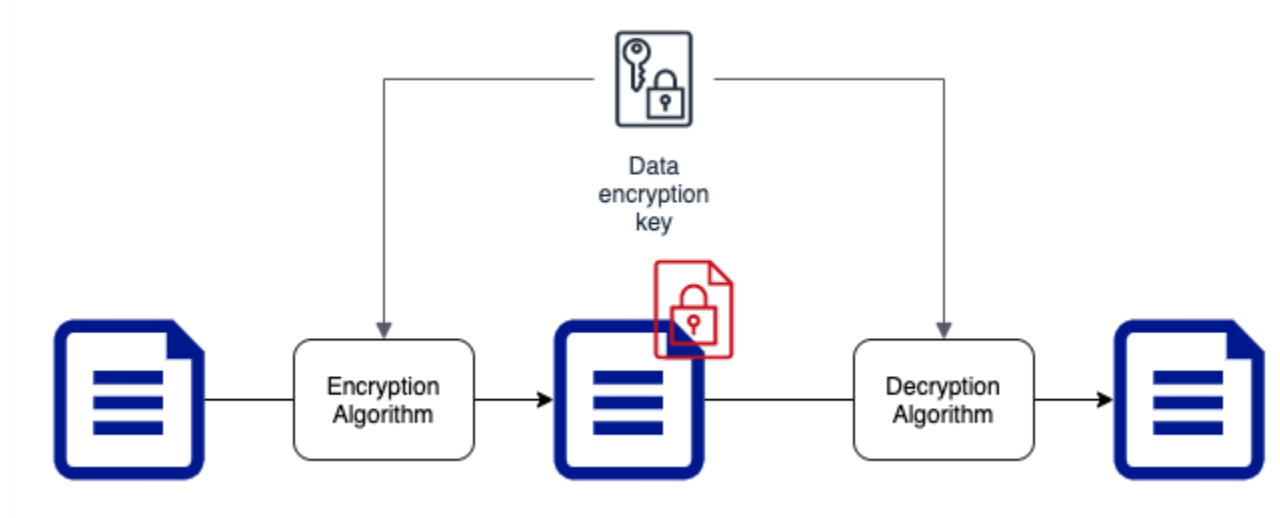 Data
encryption
key
Encryption
Algorithm
Decryption
Algorithm